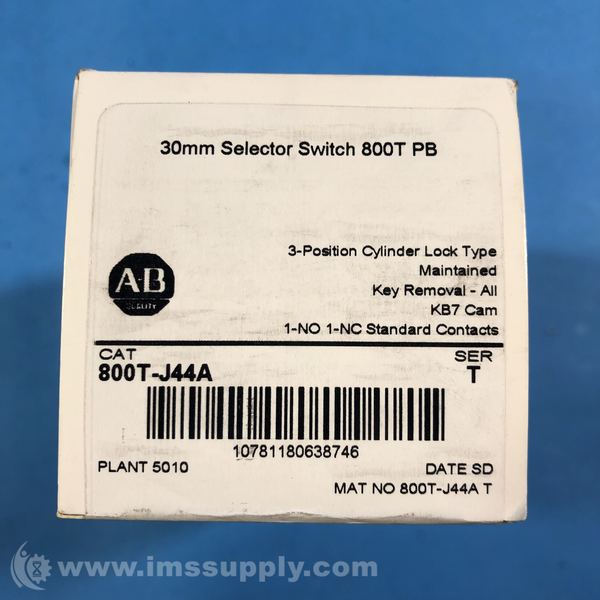 30mm Selector Switch 800T PB
3-Position Cylinder Lock Type
Maintained
Key Removal - All
KB7 Cam
1-NO 1-NC Standard Contacts
A-B
QUALITY
CAT
SER
800T-J44A
T
10781180638746
PLANT 5010
DATE SD
MAT NO 800T-J44A T
www.imssupply.com